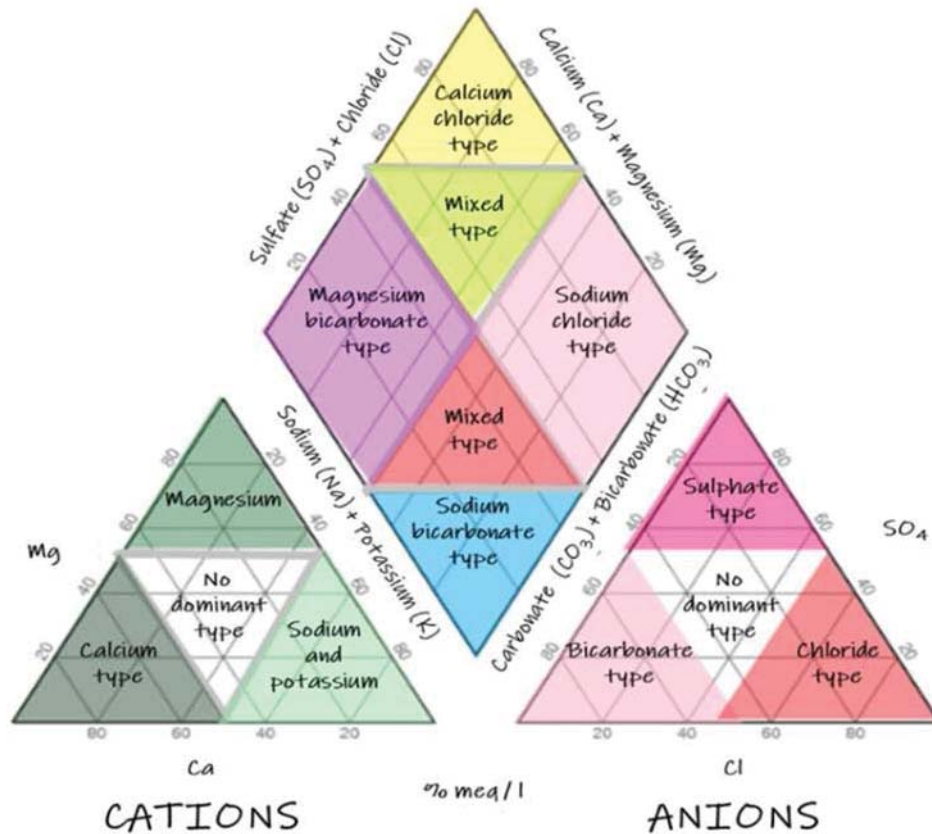 Sulfate (SO₄) + Chloride (Cl)
Calcium (Ca) + Magnesium (Mg)
80
80
60
60
40
40
20
20
Calcium
chloride
type
Mixed
type
Magnesium
bicarbonate
type
Sodium
chloride
type
Mixed
type
Sodium
bicarbonate
type
Sodium (Na) + Potassium (K)
Carbonate (CO₃) + Bicarbonate (HCO₃)
Mg
80
60
40
20
20
40
60
80
Magnesium
No
dominant
type
Calcium
type
Sodium
and
potassium
80
60
40
20
Ca
CATIONS
% meq/l
20
40
60
80
80
60
40
20
SO₄
Sulphate
type
No
dominant
type
Bicarbonate
type
Chloride
type
20
40
60
80
Cl
ANIONS